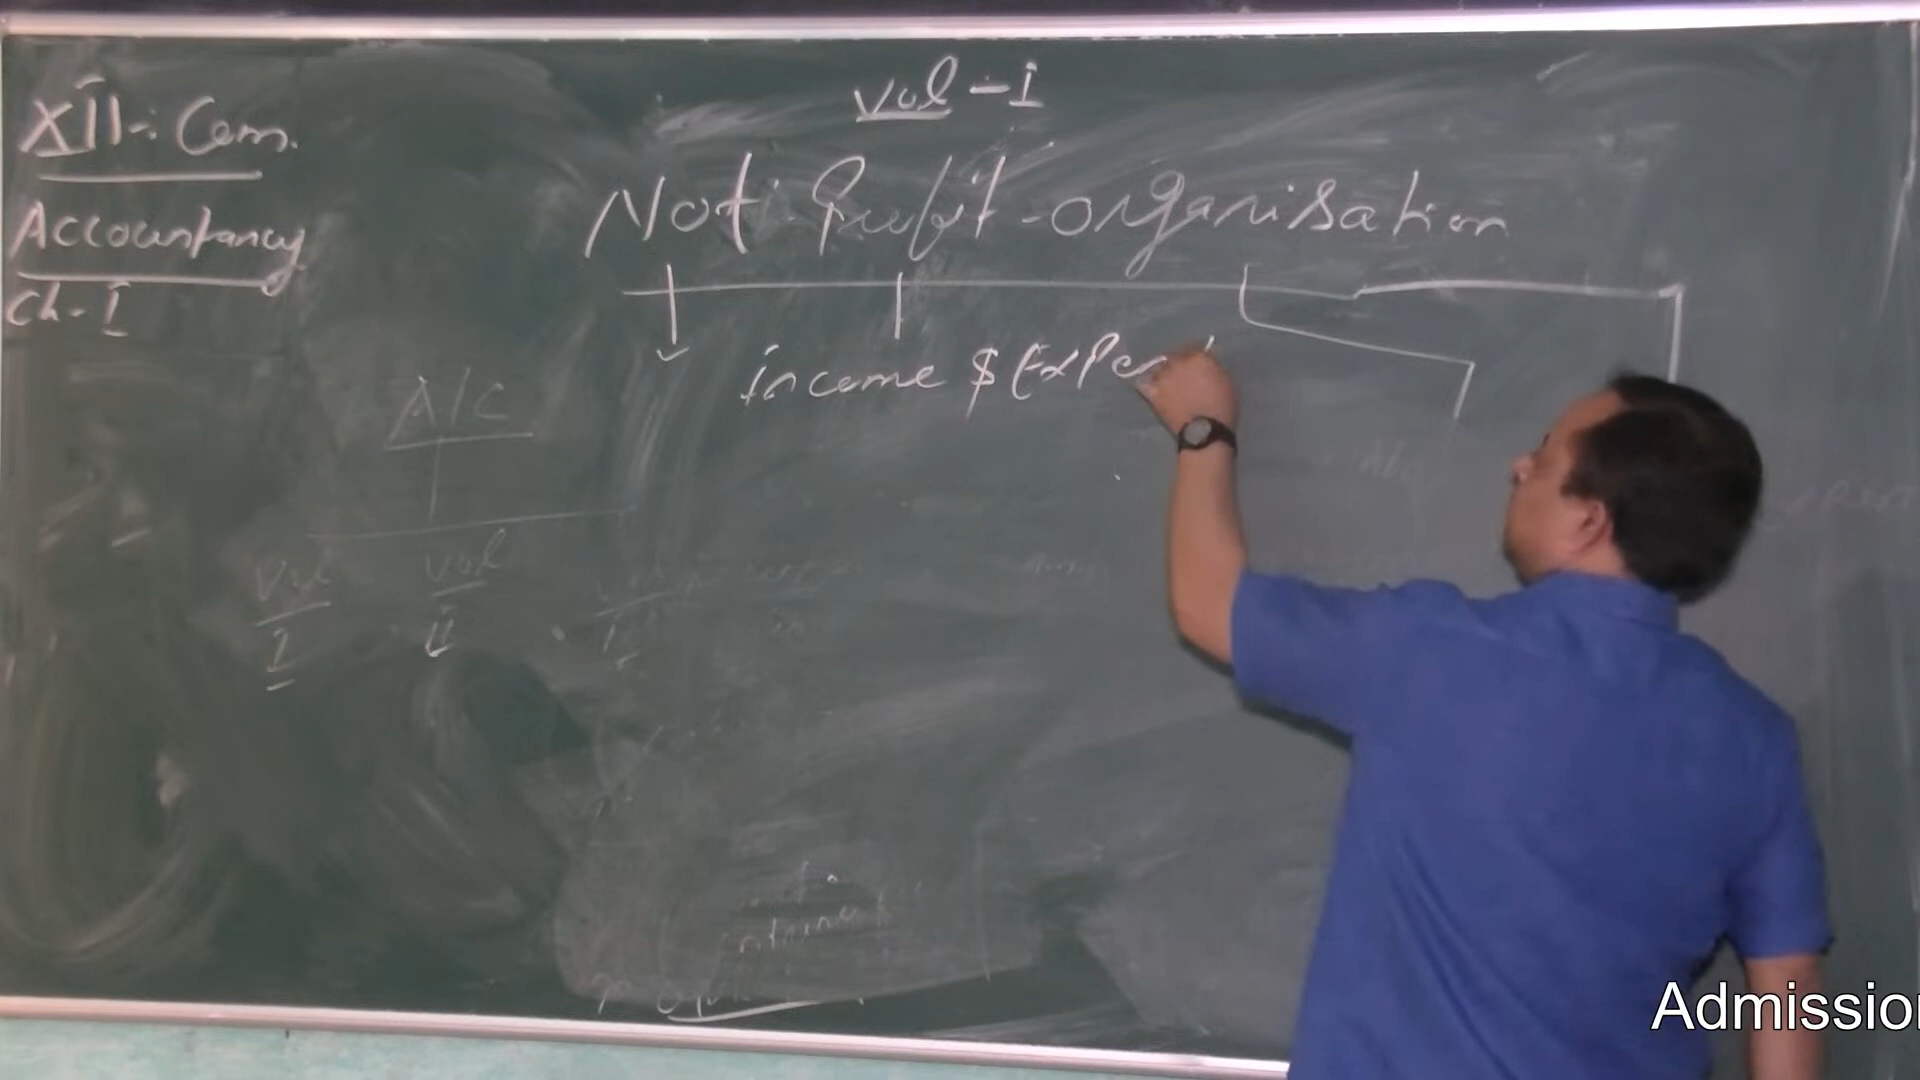 Vol - I
XII - Com.
Not Profit - organisation
Accountancy
Ch - I
income $ Expen
A/C
Vol
I
Vol
II
Admission